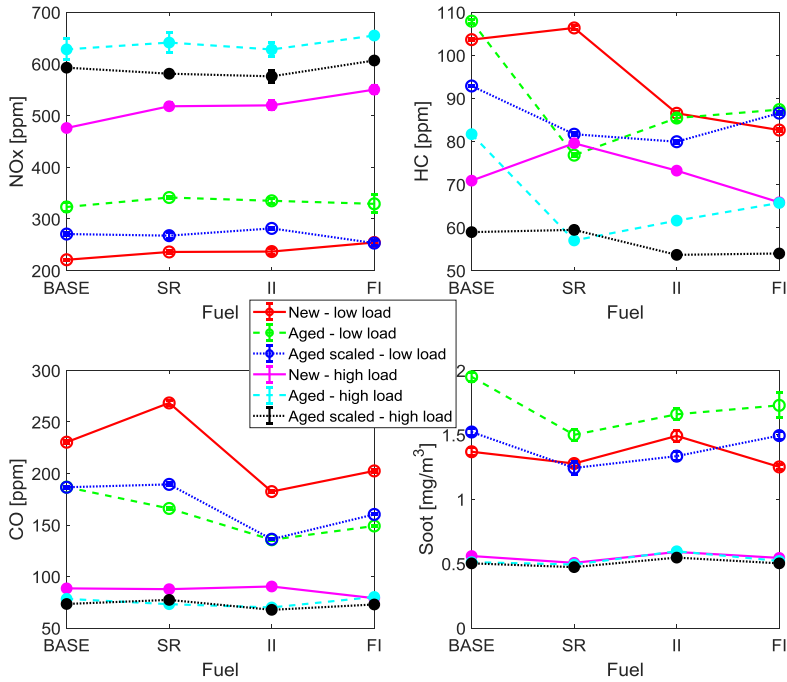 700
600
500
400
300
200
NOx [ppm]
BASE SR II FI
Fuel
110
100
90
80
70
60
50
HC [ppm]
BASE SR II FI
Fuel
New - low load
Aged - low load
Aged scaled - low load
New - high load
Aged - high load
Aged scaled - high load
300
250
200
150
100
50
CO [ppm]
BASE SR II FI
Fuel
2
1.5
1
0.5
0
Soot [mg/m³]
BASE SR II FI
Fuel